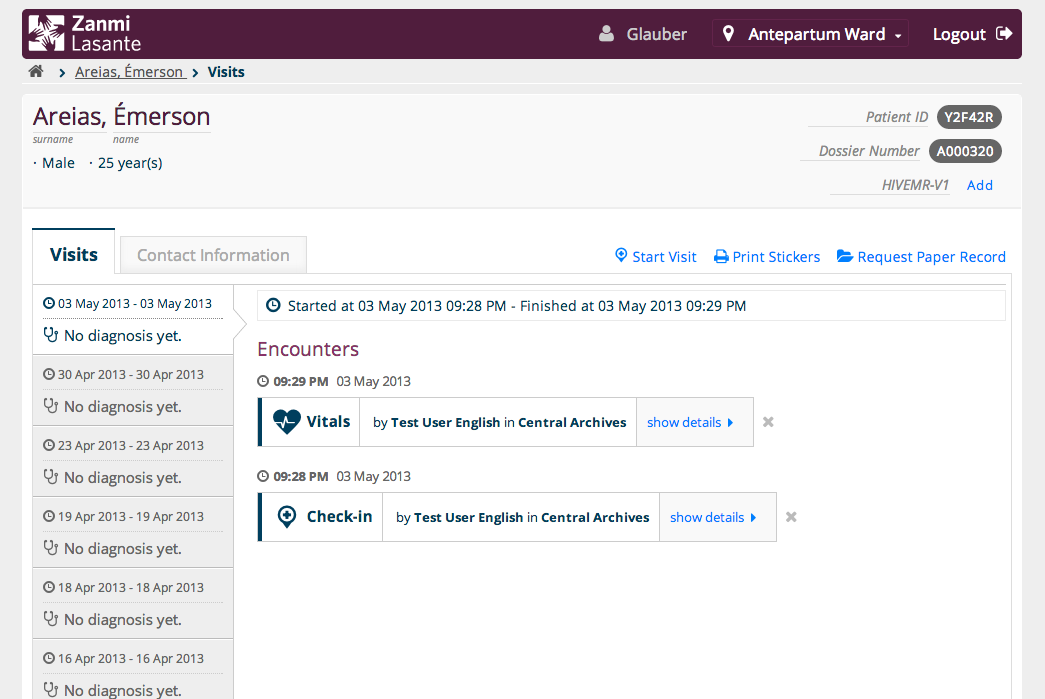 Zanmi
Lasante
Glauber
Antepartum Ward
Logout
Areias, Émerson > Visits
Areias, Émerson
surname name
· Male · 25 year(s)
Patient ID Y2F42R
Dossier Number A000320
HIVEMR-V1 Add
Visits
Contact Information
Start Visit
Print Stickers
Request Paper Record
03 May 2013 - 03 May 2013
No diagnosis yet.
30 Apr 2013 - 30 Apr 2013
No diagnosis yet.
23 Apr 2013 - 23 Apr 2013
No diagnosis yet.
19 Apr 2013 - 19 Apr 2013
No diagnosis yet.
18 Apr 2013 - 18 Apr 2013
No diagnosis yet.
16 Apr 2013 - 16 Apr 2013
No diagnosis yet.
Started at 03 May 2013 09:28 PM - Finished at 03 May 2013 09:29 PM
Encounters
09:29 PM 03 May 2013
Vitals by Test User English in Central Archives show details
09:28 PM 03 May 2013
Check-in by Test User English in Central Archives show details